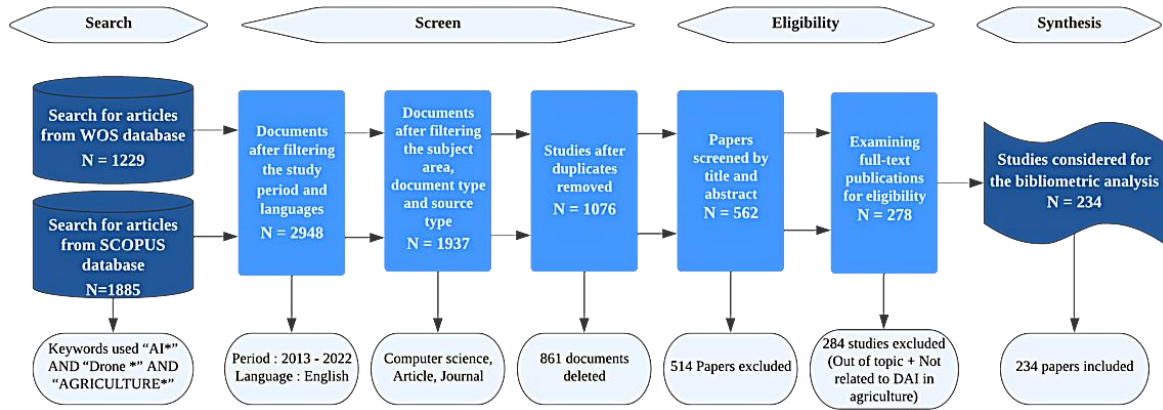 Search
Screen
Eligibility
Synthesis
Search for articles
from WOS database
N = 1229
Search for articles
from SCOPUS
database
N=1885
Documents
after filtering
the study
period and
languages
N = 2948
Documents
after filtering
the subject
area,
document type
and source
type
N = 1937
Studies after
duplicates
removed
N = 1076
Papers
screened by
title and
abstract
N = 562
Examining
full-text
publications
for eligibility
N = 278
Studies considered for
the bibliometric analysis
N = 234
Keywords used “AI*”
AND “Drone *” AND
“AGRICULTURE*”
Period : 2013 - 2022
Language : English
Computer science,
Article, Journal
861 documents
deleted
514 Papers excluded
284 studies excluded
(Out of topic + Not
related to DAI in
agriculture)
234 papers included